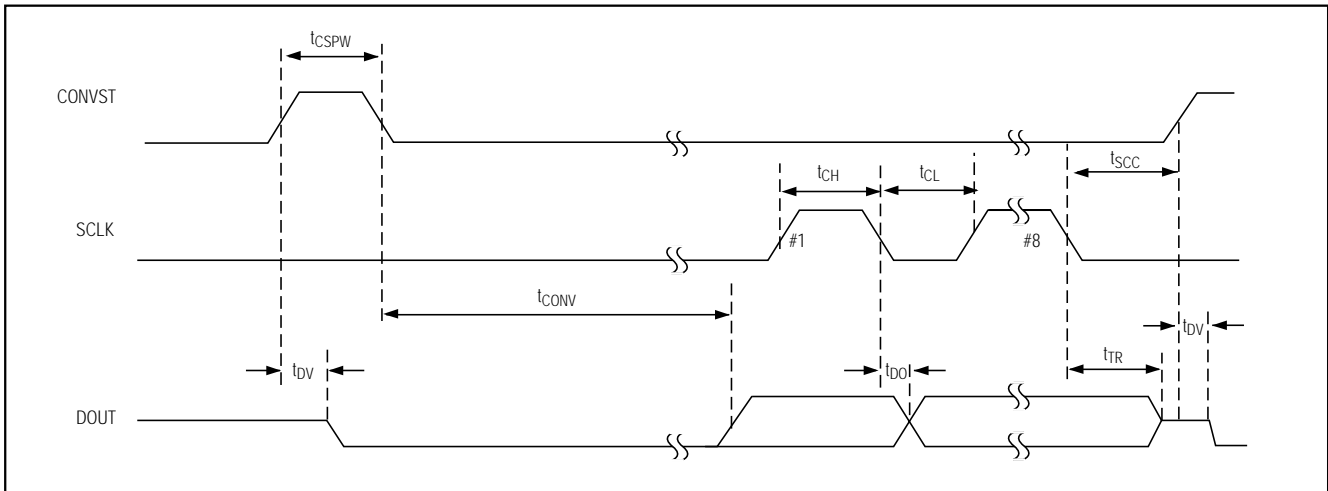 tCSPW
CONVST
tSCC
tCH
tCL
SCLK
#1
#8
tCONV
tDV
tTR
tDV
tDO
DOUT